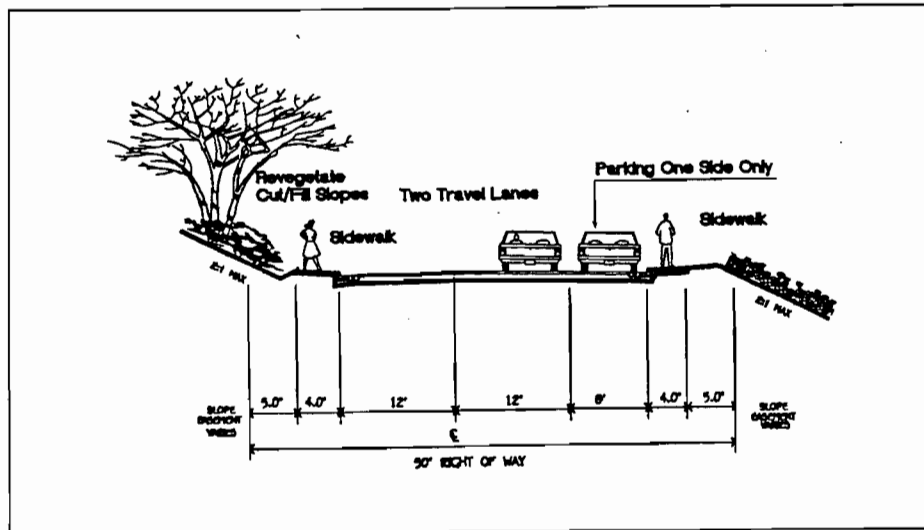 Revegetate
Cut/Fill Slopes
Two Travel Lanes
Parking One Side Only
Sidewalk
Sidewalk
2:1 MAX
2:1 MAX
5.0'
4.0'
12'
12'
8'
4.0'
5.0'
SLOPE
EASEMENT
VARIES
SLOPE
EASEMENT
VARIES
℄
50' RIGHT OF WAY